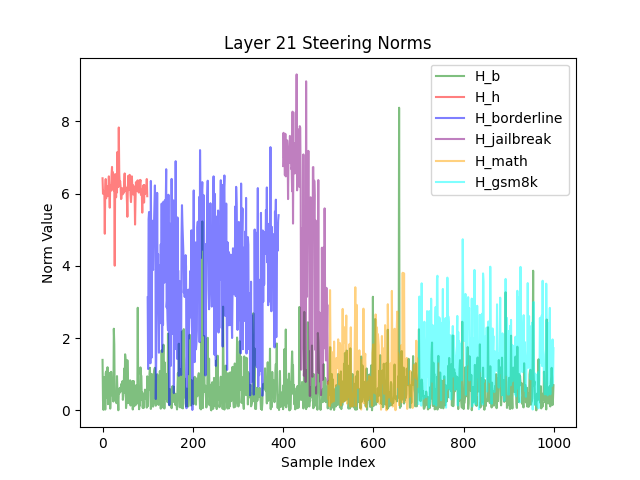 Layer 21 Steering Norms
H_b
H_h
H_borderline
H_jailbreak
H_math
H_gsm8k
Norm Value
8
6
4
2
0
0 200 400 600 800 1000
Sample Index